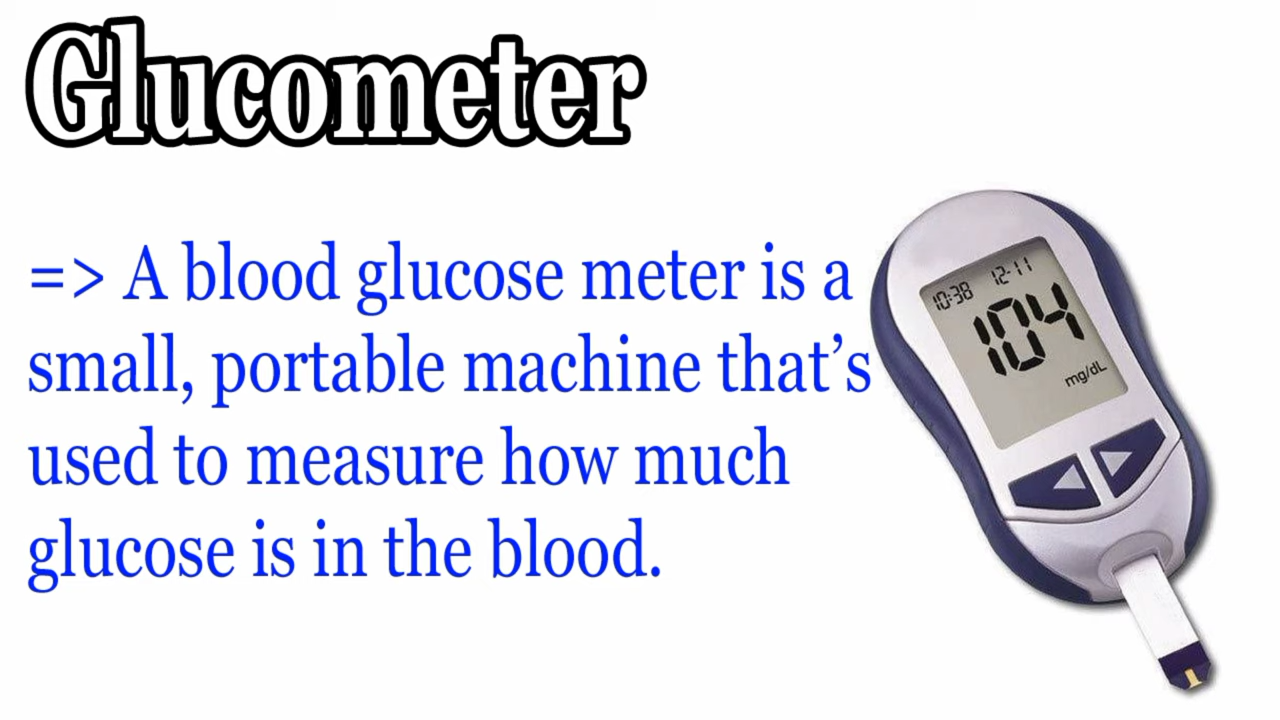 Glucometer
=> A blood glucose meter is a
small, portable machine that’s
used to measure how much
glucose is in the blood.
10:38 12-11
104
mg/dL